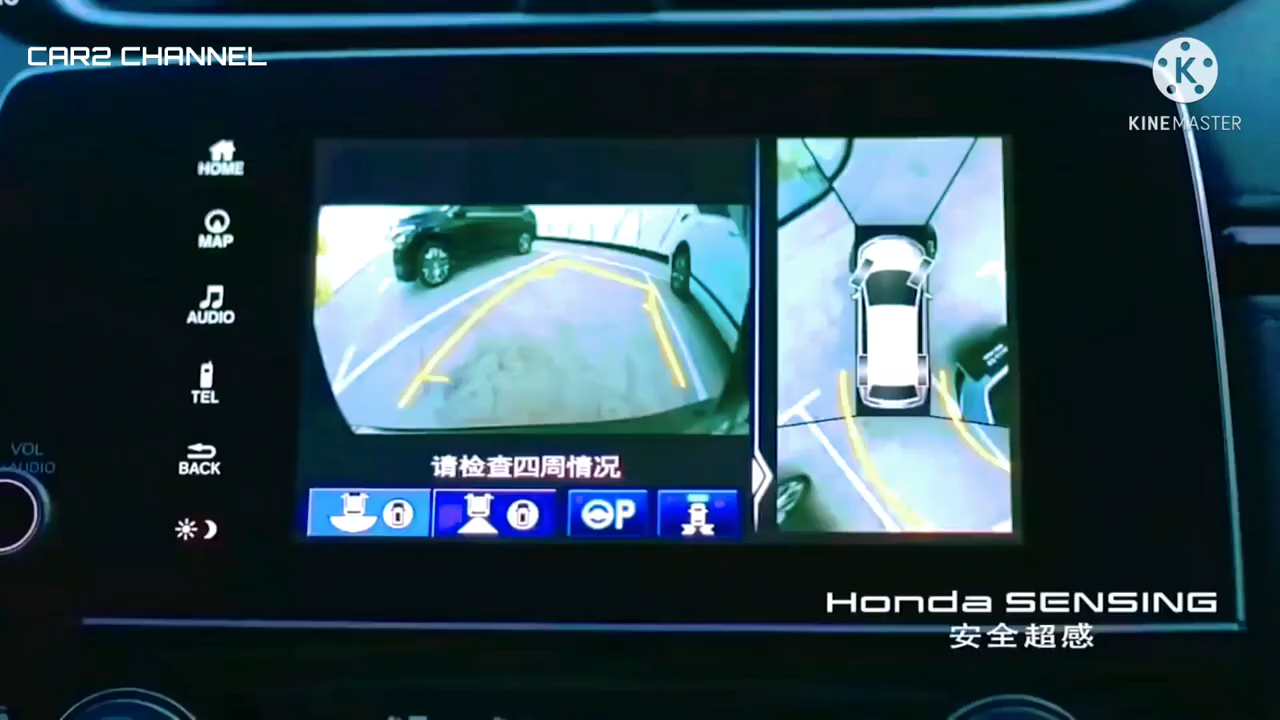 CAR2 CHANNEL
KINEMASTER
HOME
MAP
AUDIO
TEL
BACK
VOL
AUDIO
请检查四周情况
P
Honda SENSING
安全超感